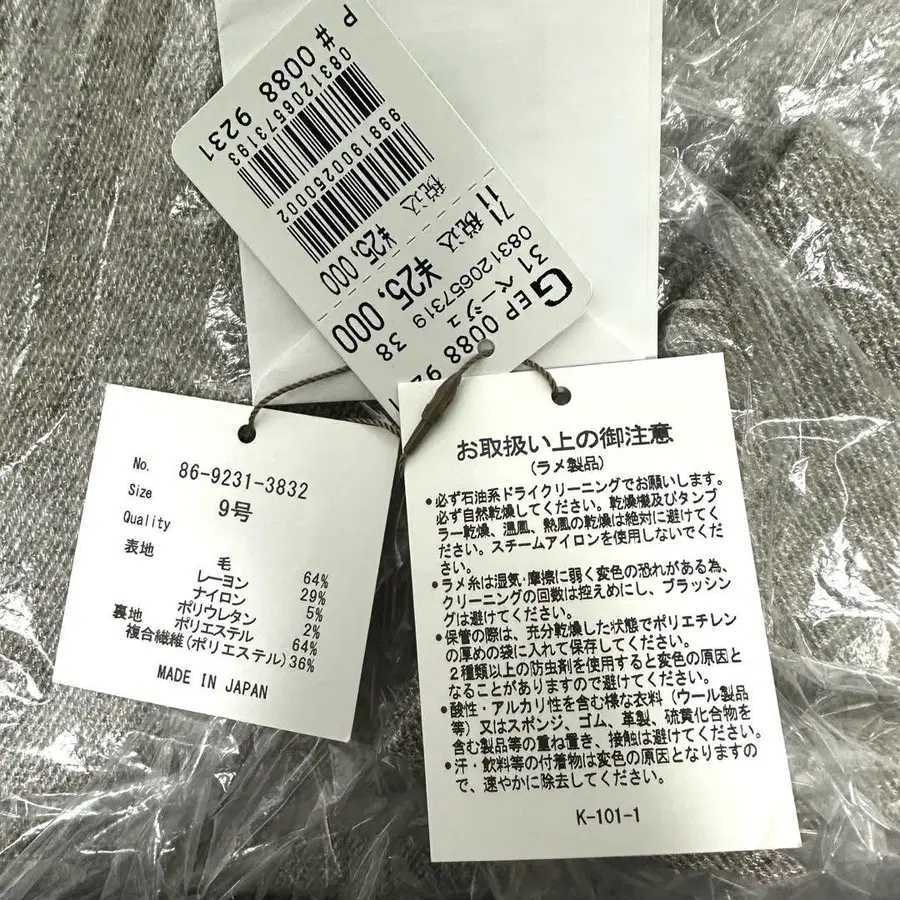 P # 0088 9231
0831206573193
9991900250002
税込 ¥25,000
71 税込 ¥25,000
083120657319 38
31 ベージュ
GEP 0088 92
No. 86-9231-3832
Size 9号
Quality
表地
毛 64%
レーヨン 29%
ナイロン 5%
ポリウレタン 2%
裏地 ポリエステル 64%
複合繊維(ポリエステル) 36%
MADE IN JAPAN
お取扱い上の御注意
(ラメ製品)
•必ず石油系ドライクリーニングでお願いします。
必ず自然乾燥してください。乾燥機及びタンブ
ラー乾燥、温風、熱風の乾燥は絶対に避けてく
ださい。スチームアイロンを使用しないでくだ
さい。
•ラメ糸は湿気・摩擦に弱く変色の恐れがある為、
クリーニングの回数は控えめにし、ブラッシン
グは避けてください。
•保管の際は、充分乾燥した状態でポリエチレン
の厚めの袋に入れて保存してください。
2種類以上の防虫剤を使用すると変色の原因と
なることがありますので避けてください。
•酸性・アルカリ性を含む様な衣料(ウール製品
等)又はスポンジ、ゴム、革製、硫黄化合物を
含む製品等の重ね置き、接触は避けてください。
•汗・飲料等の付着物は変色の原因となりますの
で、速やかに除去してください。
K-101-1